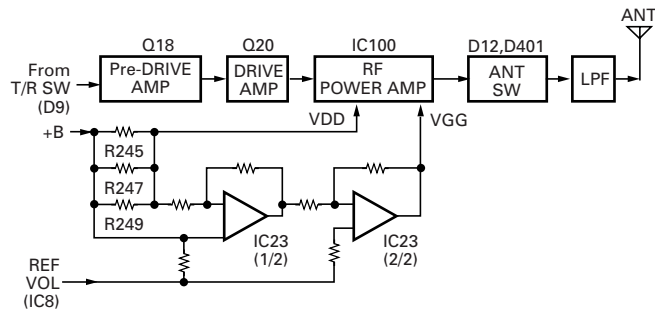 ANT
Q18
Q20
IC100
D12,D401
From
T/R SW
(D9)
Pre-DRIVE
AMP
DRIVE
AMP
RF
POWER AMP
ANT
SW
LPF
+B
VDD
VGG
R245
R247
R249
IC23
(1/2)
IC23
(2/2)
REF
VOL
(IC8)